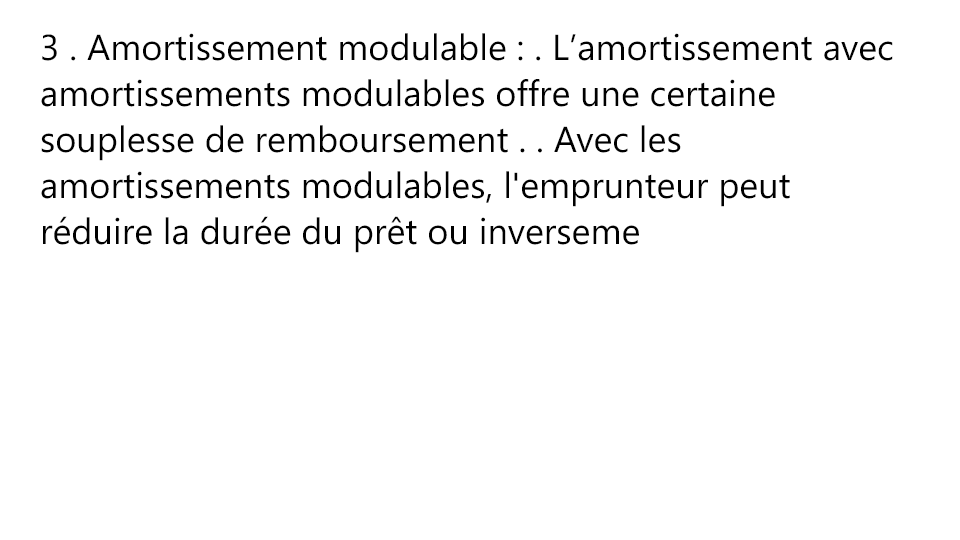 3 . Amortissement modulable : . L’amortissement avec
amortissements modulables offre une certaine
souplesse de remboursement . . Avec les
amortissements modulables, l'emprunteur peut
réduire la durée du prêt ou inverseme